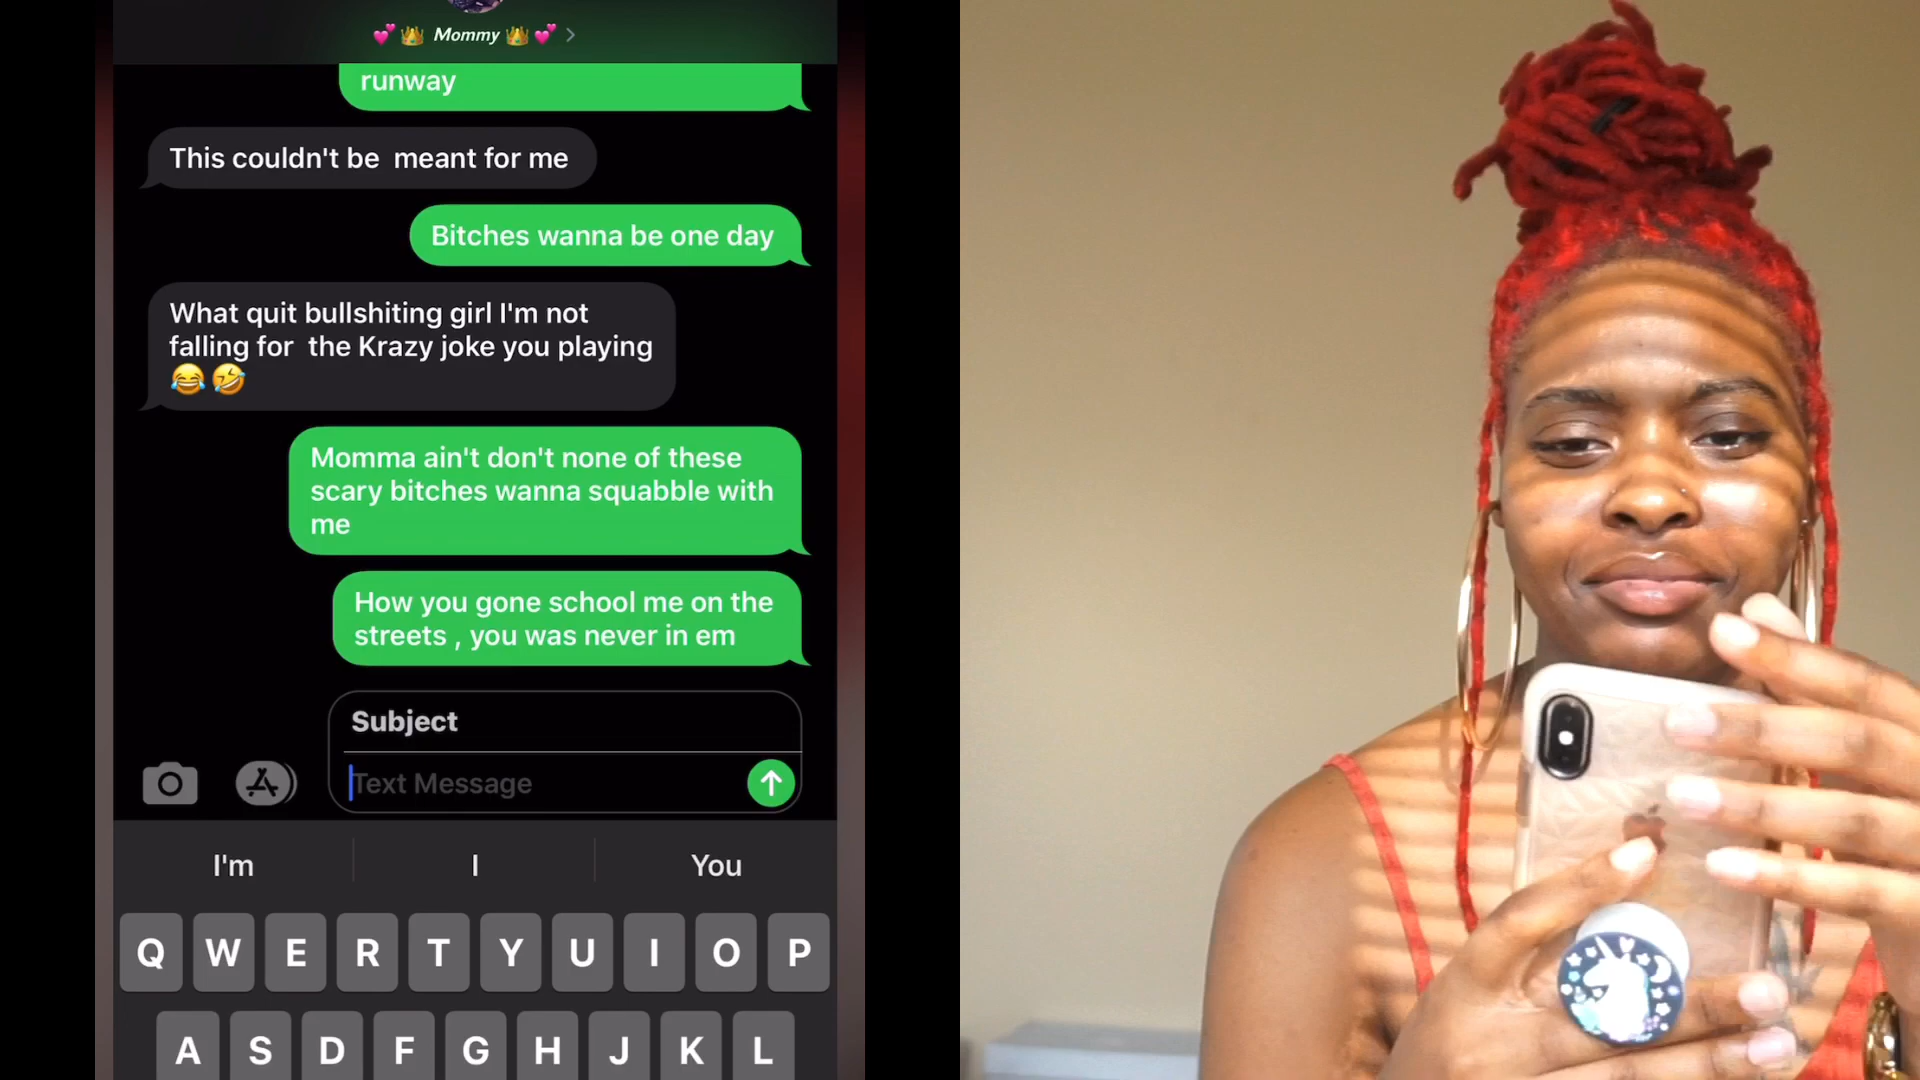 💕 👑 Mommy 👑 💕 >
runway
This couldn't be  meant for me
Bitches wanna be one day
What quit bullshiting girl I'm not
falling for  the Krazy joke you playing
😂🤣
Momma ain't don't none of these
scary bitches wanna squabble with
me
How you gone school me on the
streets , you was never in em
Subject
Text Message
I'm I You
Q W E R T Y U I O P
A S D F G H J K L